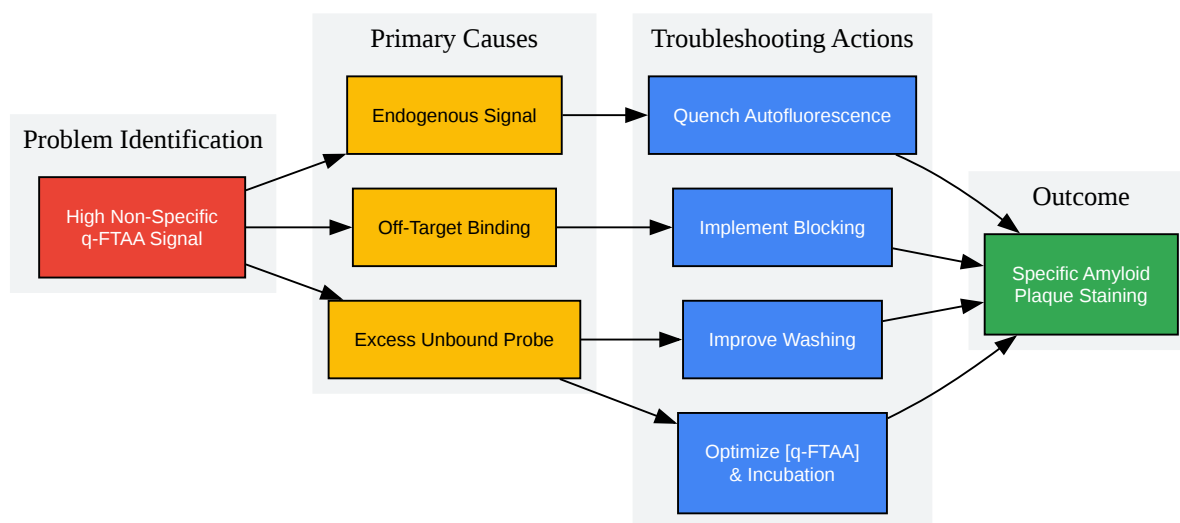 Problem Identification
High Non-Specific
q-FTAA Signal
Primary Causes
Endogenous Signal
Off-Target Binding
Excess Unbound Probe
Troubleshooting Actions
Quench Autofluorescence
Implement Blocking
Improve Washing
Optimize [q-FTAA]
& Incubation
Outcome
Specific Amyloid
Plaque Staining